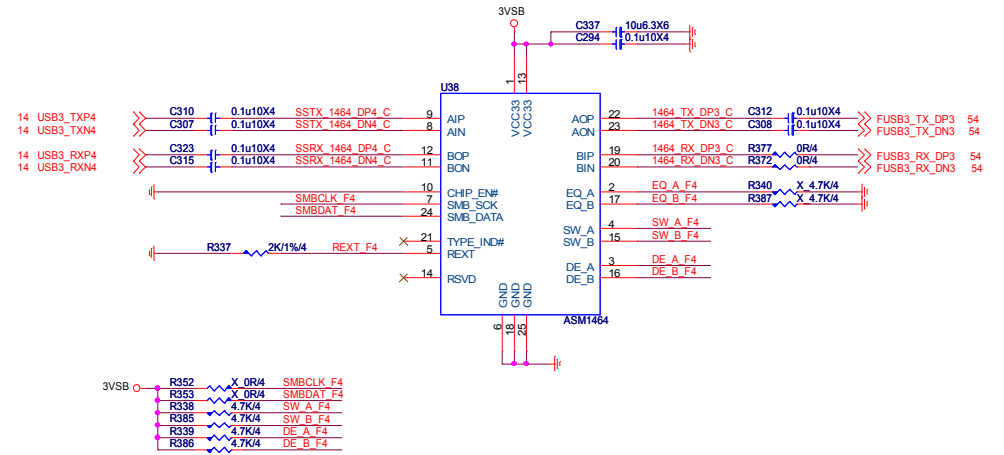 3VSB
C337 10u6.3X6
C294 0.1u10X4
U38
1 13
VCC33 VCC33
14 USB3_TXP4 C310 0.1u10X4 SSTX_1464_DP4_C 9 AIP AOP 22 1464_TX_DP3_C C312 0.1u10X4 FUSB3_TX_DP3 54
14 USB3_TXN4 C307 0.1u10X4 SSTX_1464_DN4_C 8 AIN AON 23 1464_TX_DN3_C C308 0.1u10X4 FUSB3_TX_DN3 54
14 USB3_RXP4 C323 0.1u10X4 SSRX_1464_DP4_C 12 BOP BIP 19 1464_RX_DP3_C R377 0R/4 FUSB3_RX_DP3 54
14 USB3_RXN4 C315 0.1u10X4 SSRX_1464_DN4_C 11 BON BIN 20 1464_RX_DN3_C R372 0R/4 FUSB3_RX_DN3 54
10 CHIP_EN# EQ_A 2 EQ_A_F4 R340 X_4.7K/4
SMBCLK_F4 7 SMB_SCK EQ_B 17 EQ_B_F4 R387 X_4.7K/4
SMBDAT_F4 24 SMB_DATA
SW_A 4 SW_A_F4
21 TYPE_IND# SW_B 15 SW_B_F4
R337 2K/1%/4 REXT_F4 5 REXT
DE_A 3 DE_A_F4
14 RSVD DE_B 16 DE_B_F4
GND GND GND
6 18 25
ASM1464
3VSB R352 X_0R/4 SMBCLK_F4
R353 X_0R/4 SMBDAT_F4
R338 4.7K/4 SW_A_F4
R385 4.7K/4 SW_B_F4
R339 4.7K/4 DE_A_F4
R386 4.7K/4 DE_B_F4